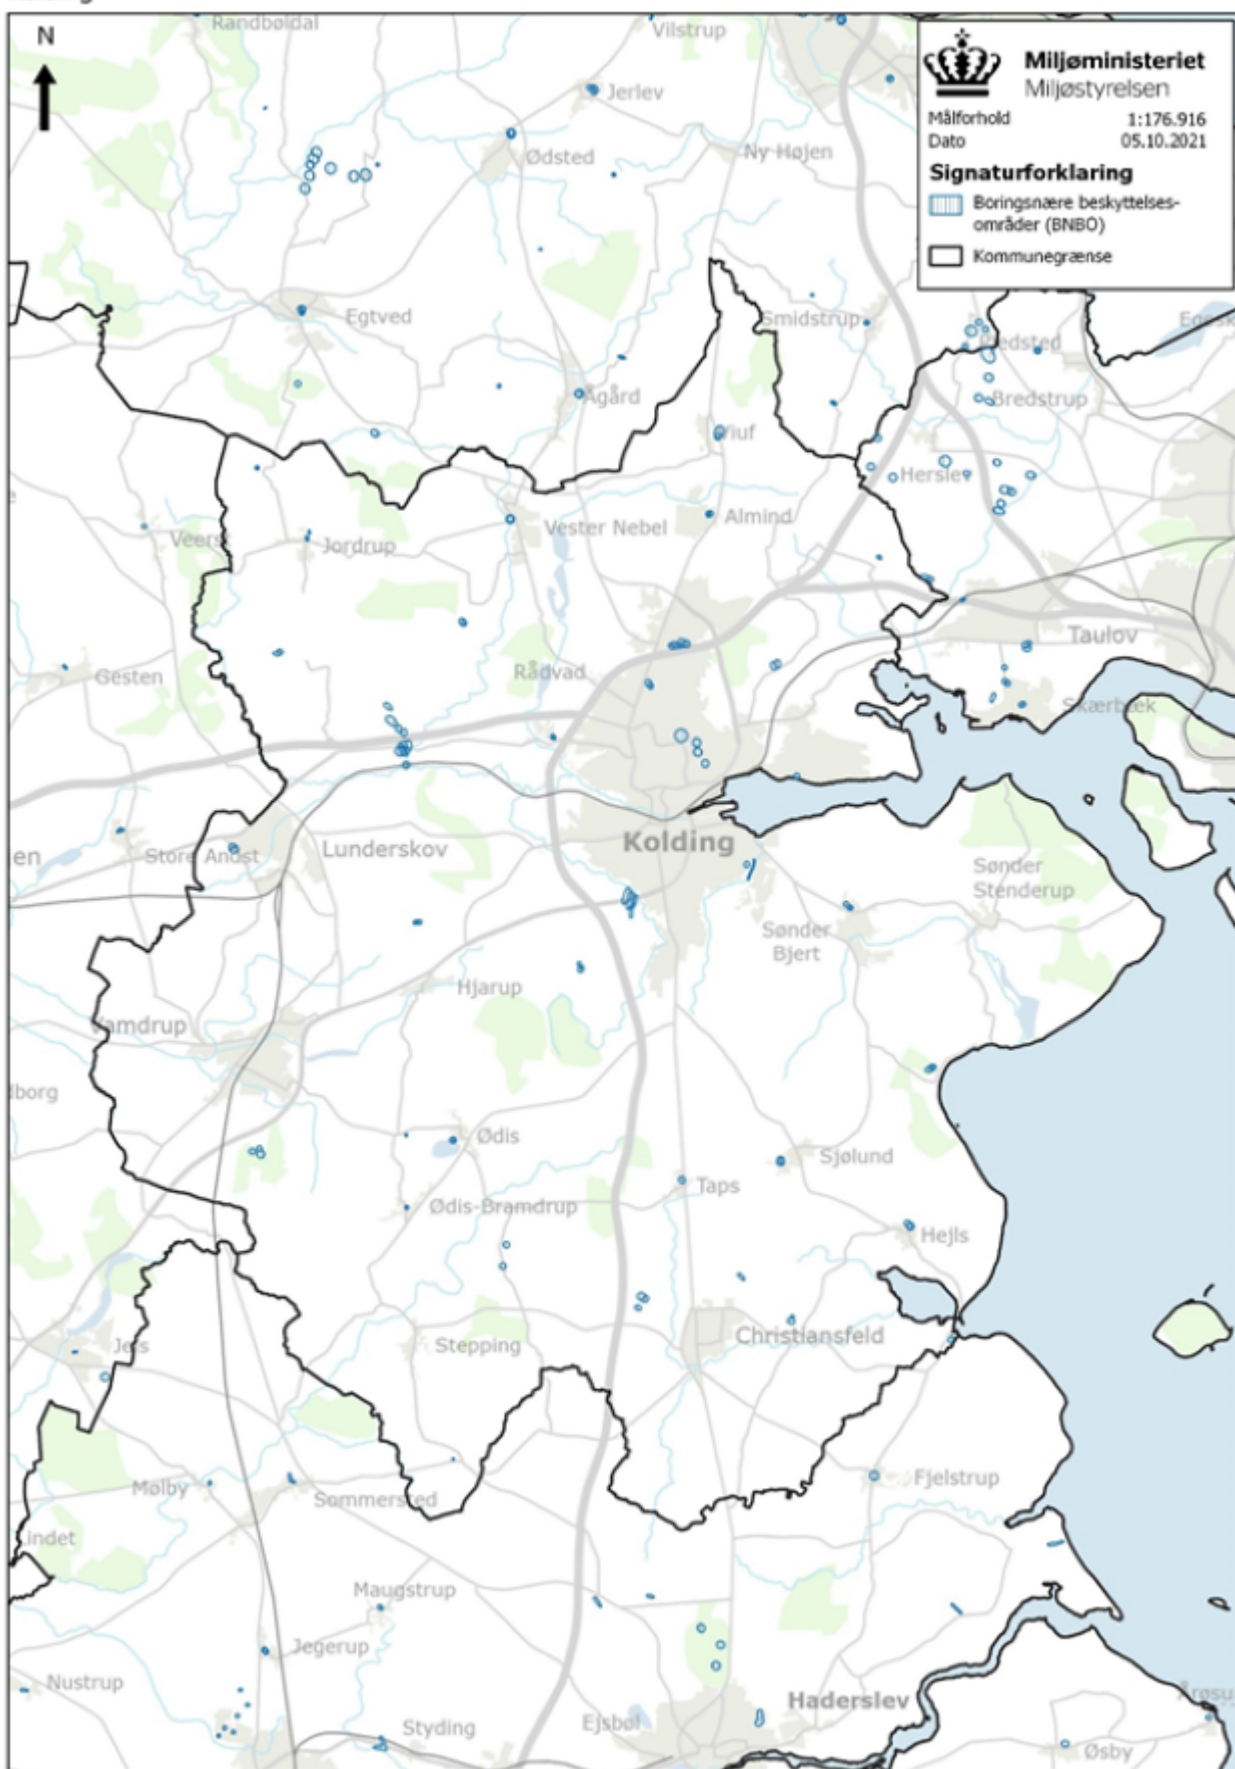 N
Miljøministeriet
Miljøstyrelsen
Målforhold 1:176.916
Dato 05.10.2021
Signaturforklaring
Boringsnære beskyttelses-
områder (BNBO)
Kommunegrænse
Randbøldal
Vilstrup
Jerlev
Ødsted
Ny Højen
Egtved
Smidstrup
Ågård
Bredstrup
Viuf
Herslev
Vester Nebel
Almind
Jordrup
Taulov
Gesten
Rådvad
Skærbæk
Kolding
en
Store Andst
Lunderskov
Sønder
Stenderup
Sønder
Bjert
Hjarup
Vamdrup
Ødis
Sjølund
Taps
Ødis-Bramdrup
Hejls
Christiansfeld
Stepping
Jels
Fjelstrup
Mølby
Sommersted
Maugstrup
Jegerup
Nustrup
Haderslev
Ejsbøl
Styding
Øsby